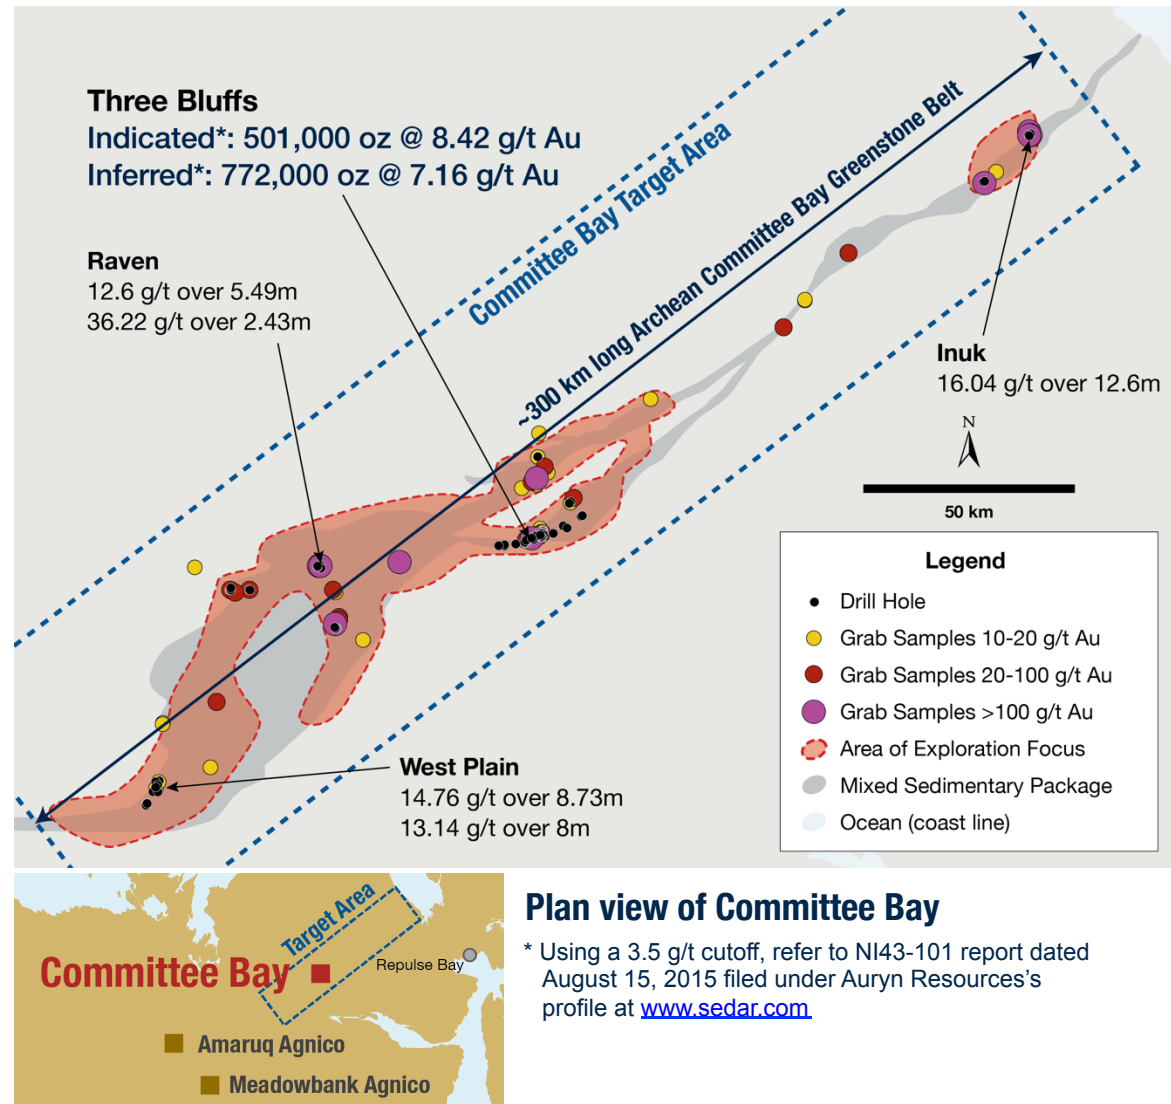 Three Bluffs
Indicated*: 501,000 oz @ 8.42 g/t Au
Inferred*: 772,000 oz @ 7.16 g/t Au
Committee Bay Target Area
~300 km long Archean Committee Bay Greenstone Belt
Raven
12.6 g/t over 5.49m
36.22 g/t over 2.43m
Inuk
16.04 g/t over 12.6m
N
50 km
West Plain
14.76 g/t over 8.73m
13.14 g/t over 8m
Legend
Drill Hole
Grab Samples 10-20 g/t Au
Grab Samples 20-100 g/t Au
Grab Samples >100 g/t Au
Area of Exploration Focus
Mixed Sedimentary Package
Ocean (coast line)
Target Area
Committee Bay
Repulse Bay
Amaruq Agnico
Meadowbank Agnico
Plan view of Committee Bay
* Using a 3.5 g/t cutoff, refer to NI43-101 report dated
August 15, 2015 filed under Auryn Resources's
profile at www.sedar.com